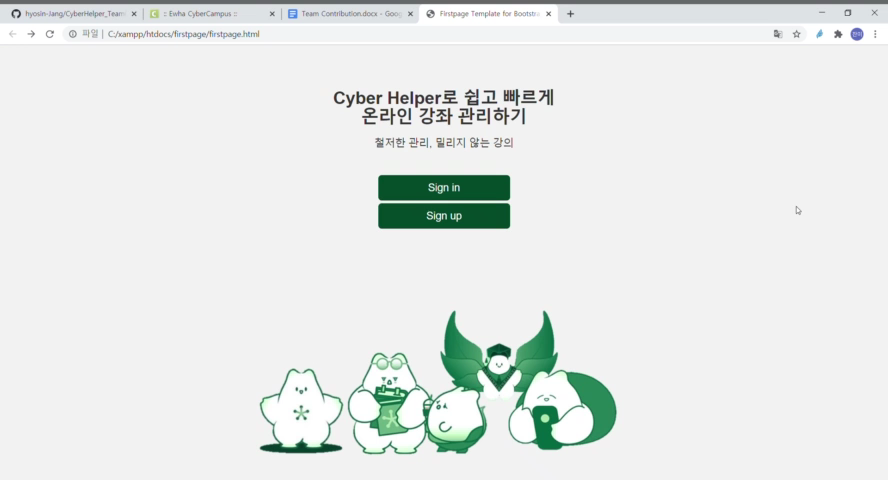 hyosin-Jang/CyberHelper_Team
:: Ewha CyberCampus ::
Team Contribution.docx - Goog
Firstpage Template for Bootstra
파일 | C:/xampp/htdocs/firstpage/firstpage.html
Cyber Helper로 쉽고 빠르게
온라인 강좌 관리하기
철저한 관리, 밀리지 않는 강의
Sign in
Sign up